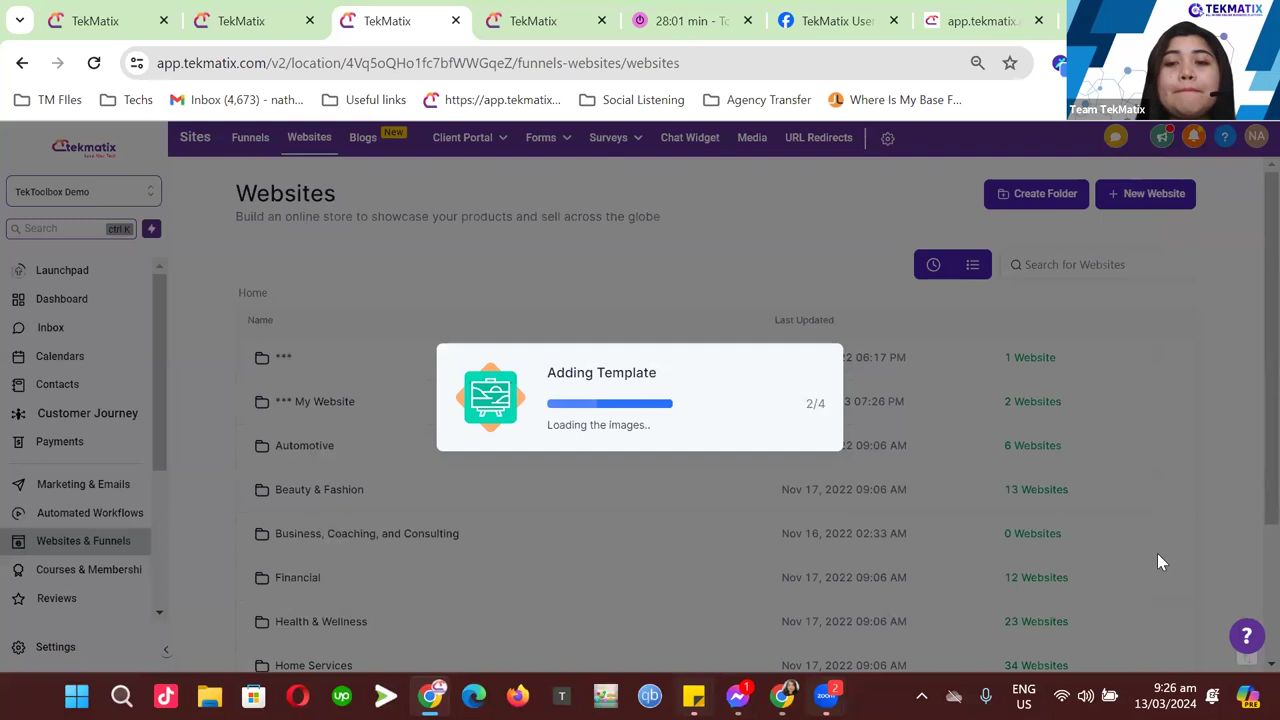 TekMatix
TekMatix
TekMatix
TekMatix
28:01 min - To
TekMatix User
app.tekmatix.
app.tekmatix.com/v2/location/4Vq5oQHo1fc7bfWWGqeZ/funnels-websites/websites
TEKMATIX
Team TekMatix
TM FIles
Techs
Inbox (4,673) - nath...
Useful links
https://app.tekmatix...
Social Listening
Agency Transfer
Where Is My Base F...
tekmatix
Sites
Funnels
Websites
Blogs
New
Client Portal
Forms
Surveys
Chat Widget
Media
URL Redirects
NA
TekToolbox Demo
Search
ctrl K
Launchpad
Dashboard
Inbox
Calendars
Contacts
Customer Journey
Payments
Marketing & Emails
Automated Workflows
Websites & Funnels
Courses & Membershi
Reviews
Settings
Websites
Build an online store to showcase your products and sell across the globe
Create Folder
+ New Website
Search for Websites
Home
Name
Last Updated
***
22 06:17 PM
1 Website
*** My Website
3 07:26 PM
2 Websites
Automotive
22 09:06 AM
6 Websites
Beauty & Fashion
Nov 17, 2022 09:06 AM
13 Websites
Business, Coaching, and Consulting
Nov 16, 2022 02:33 AM
0 Websites
Financial
Nov 17, 2022 09:06 AM
12 Websites
Health & Wellness
Nov 17, 2022 09:06 AM
23 Websites
Home Services
Nov 17, 2022 09:06 AM
34 Websites
Adding Template
2/4
Loading the images..
?
ENG
US
9:26 am
13/03/2024